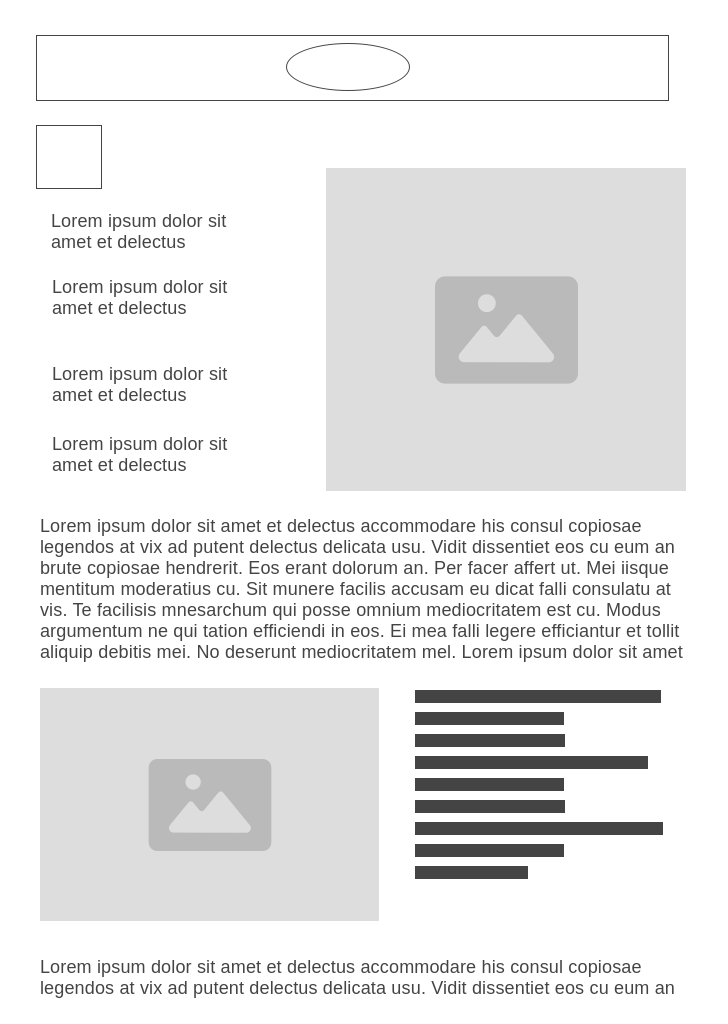 Lorem ipsum dolor sit
amet et delectus
Lorem ipsum dolor sit
amet et delectus
Lorem ipsum dolor sit
amet et delectus
Lorem ipsum dolor sit
amet et delectus
Lorem ipsum dolor sit amet et delectus accommodare his consul copiosae
legendos at vix ad putent delectus delicata usu. Vidit dissentiet eos cu eum an
brute copiosae hendrerit. Eos erant dolorum an. Per facer affert ut. Mei iisque
mentitum moderatius cu. Sit munere facilis accusam eu dicat falli consulatu at
vis. Te facilisis mnesarchum qui posse omnium mediocritatem est cu. Modus
argumentum ne qui tation efficiendi in eos. Ei mea falli legere efficiantur et tollit
aliquip debitis mei. No deserunt mediocritatem mel. Lorem ipsum dolor sit amet
Lorem ipsum dolor sit amet et delectus accommodare his consul copiosae
legendos at vix ad putent delectus delicata usu. Vidit dissentiet eos cu eum an